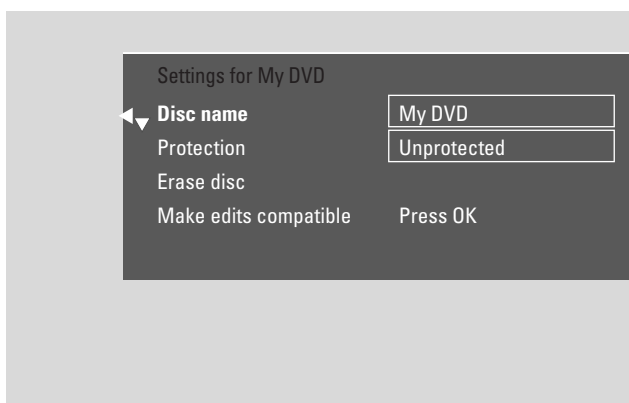 Settings for My DVD
Disc name My DVD
Protection Unprotected
Erase disc
Make edits compatible Press OK